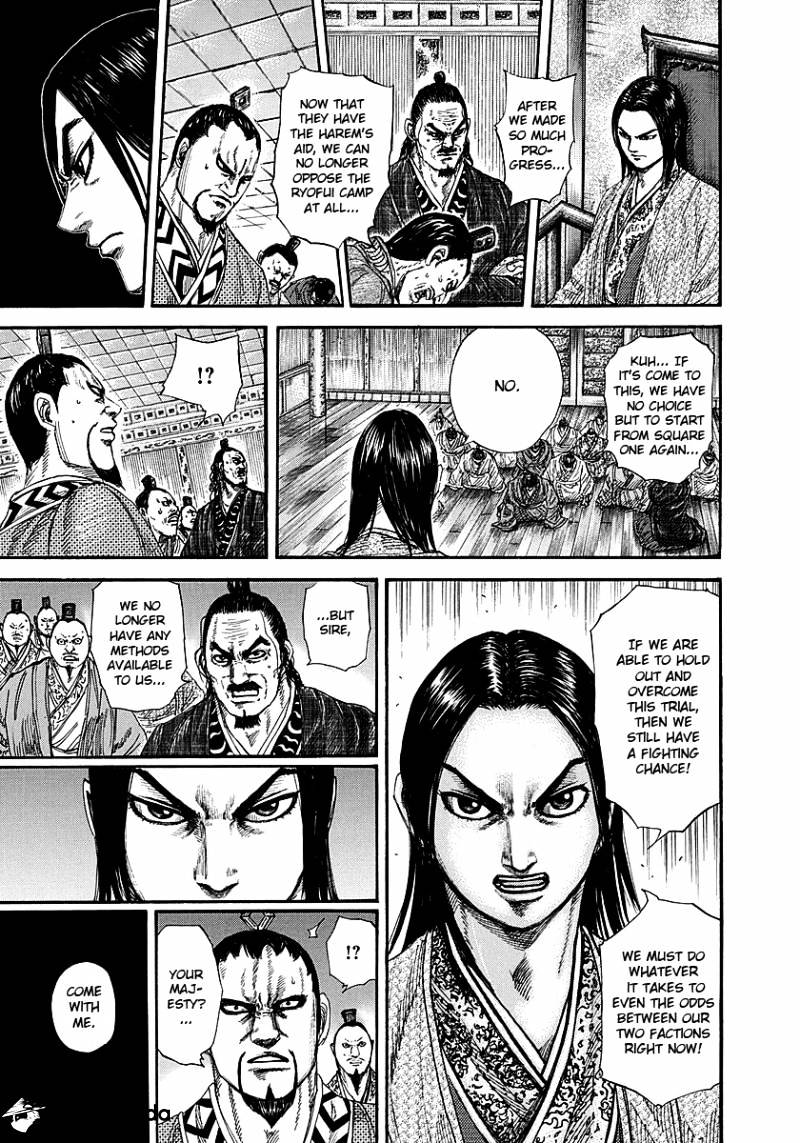 AFTER
WE MADE
SO MUCH
PRO-
GRESS...
NOW THAT
THEY HAVE
THE HAREM'S
AID, WE CAN
NO LONGER
OPPOSE THE
RYOFUI CAMP
AT ALL...
KUH... IF
IT'S COME TO
THIS, WE HAVE
NO CHOICE
BUT TO START
FROM SQUARE
ONE AGAIN...
NO.
!?
IF WE ARE
ABLE TO HOLD
OUT AND
OVERCOME
THIS TRIAL,
THEN WE
STILL HAVE
A FIGHTING
CHANCE!
WE MUST DO
WHATEVER
IT TAKES TO
EVEN THE ODDS
BETWEEN OUR
TWO FACTIONS
RIGHT NOW!
...BUT
SIRE,
WE NO
LONGER
HAVE ANY
METHODS
AVAILABLE
TO US...
!?
YOUR
MAJ-
ESTY?
...
COME
WITH
ME.